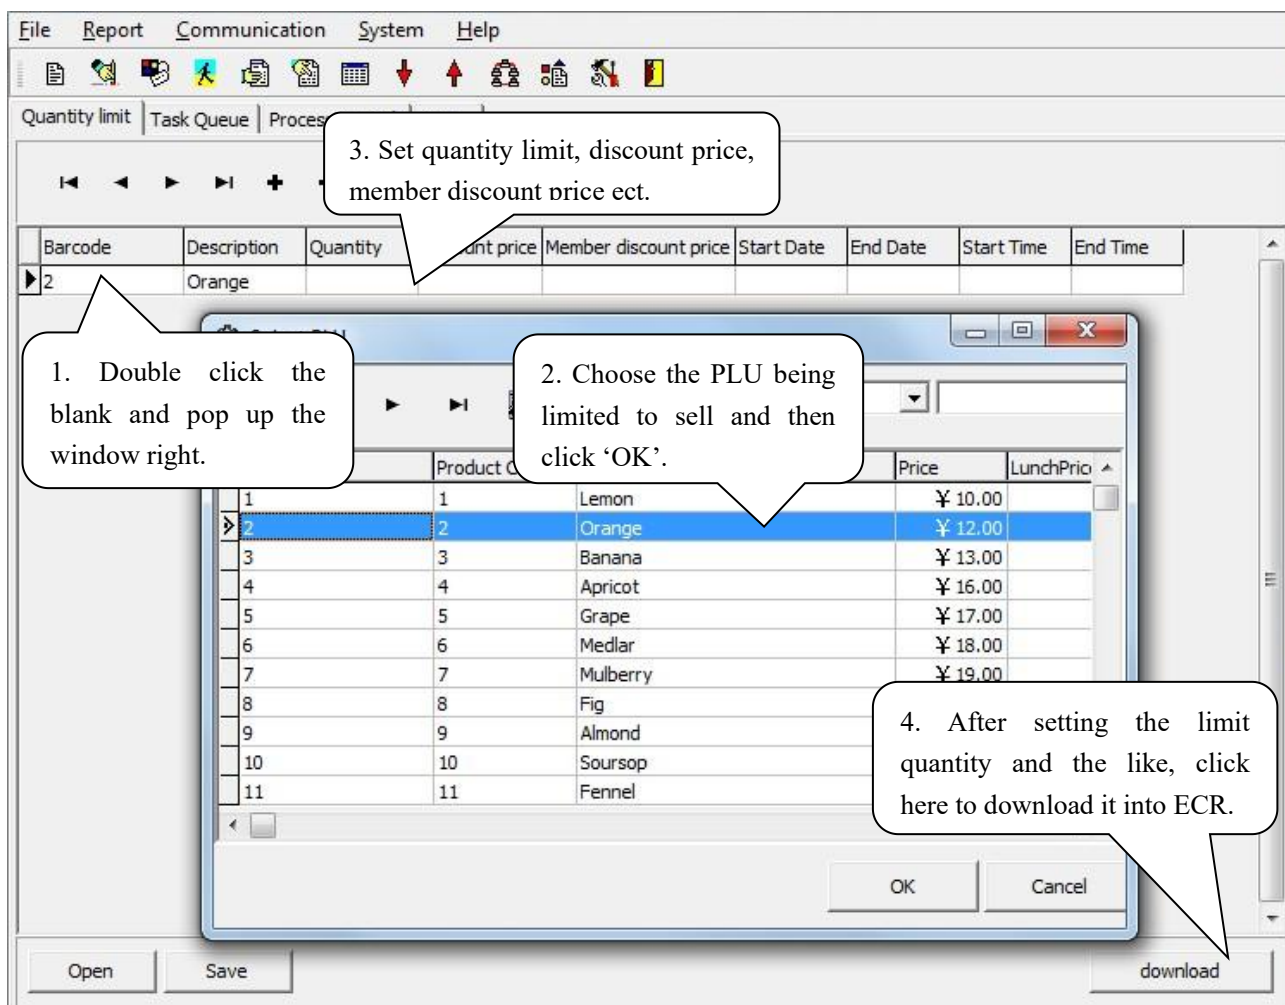 File Report Communication System Help
Quantity limit Task Queue
3. Set quantity limit, discount price,
member discount price ect.
Barcode Description Quantity price Member discount price Start Date End Date Start Time End Time
2 Orange
1. Double click the
blank and pop up the
window right.
2. Choose the PLU being
limited to sell and then
click ‘OK’.
Product Price
1 1 Lemon ¥ 10.00
2 2 Orange ¥ 12.00
3 3 Banana ¥ 13.00
4 4 Apricot ¥ 16.00
5 5 Grape ¥ 17.00
6 6 Medlar ¥ 18.00
7 7 Mulberry ¥ 19.00
8 8 Fig
9 9 Almond
10 10 Soursop
11 11 Fennel
4. After setting the limit
quantity and the like, click
here to download it into ECR.
OK Cancel
Open Save download